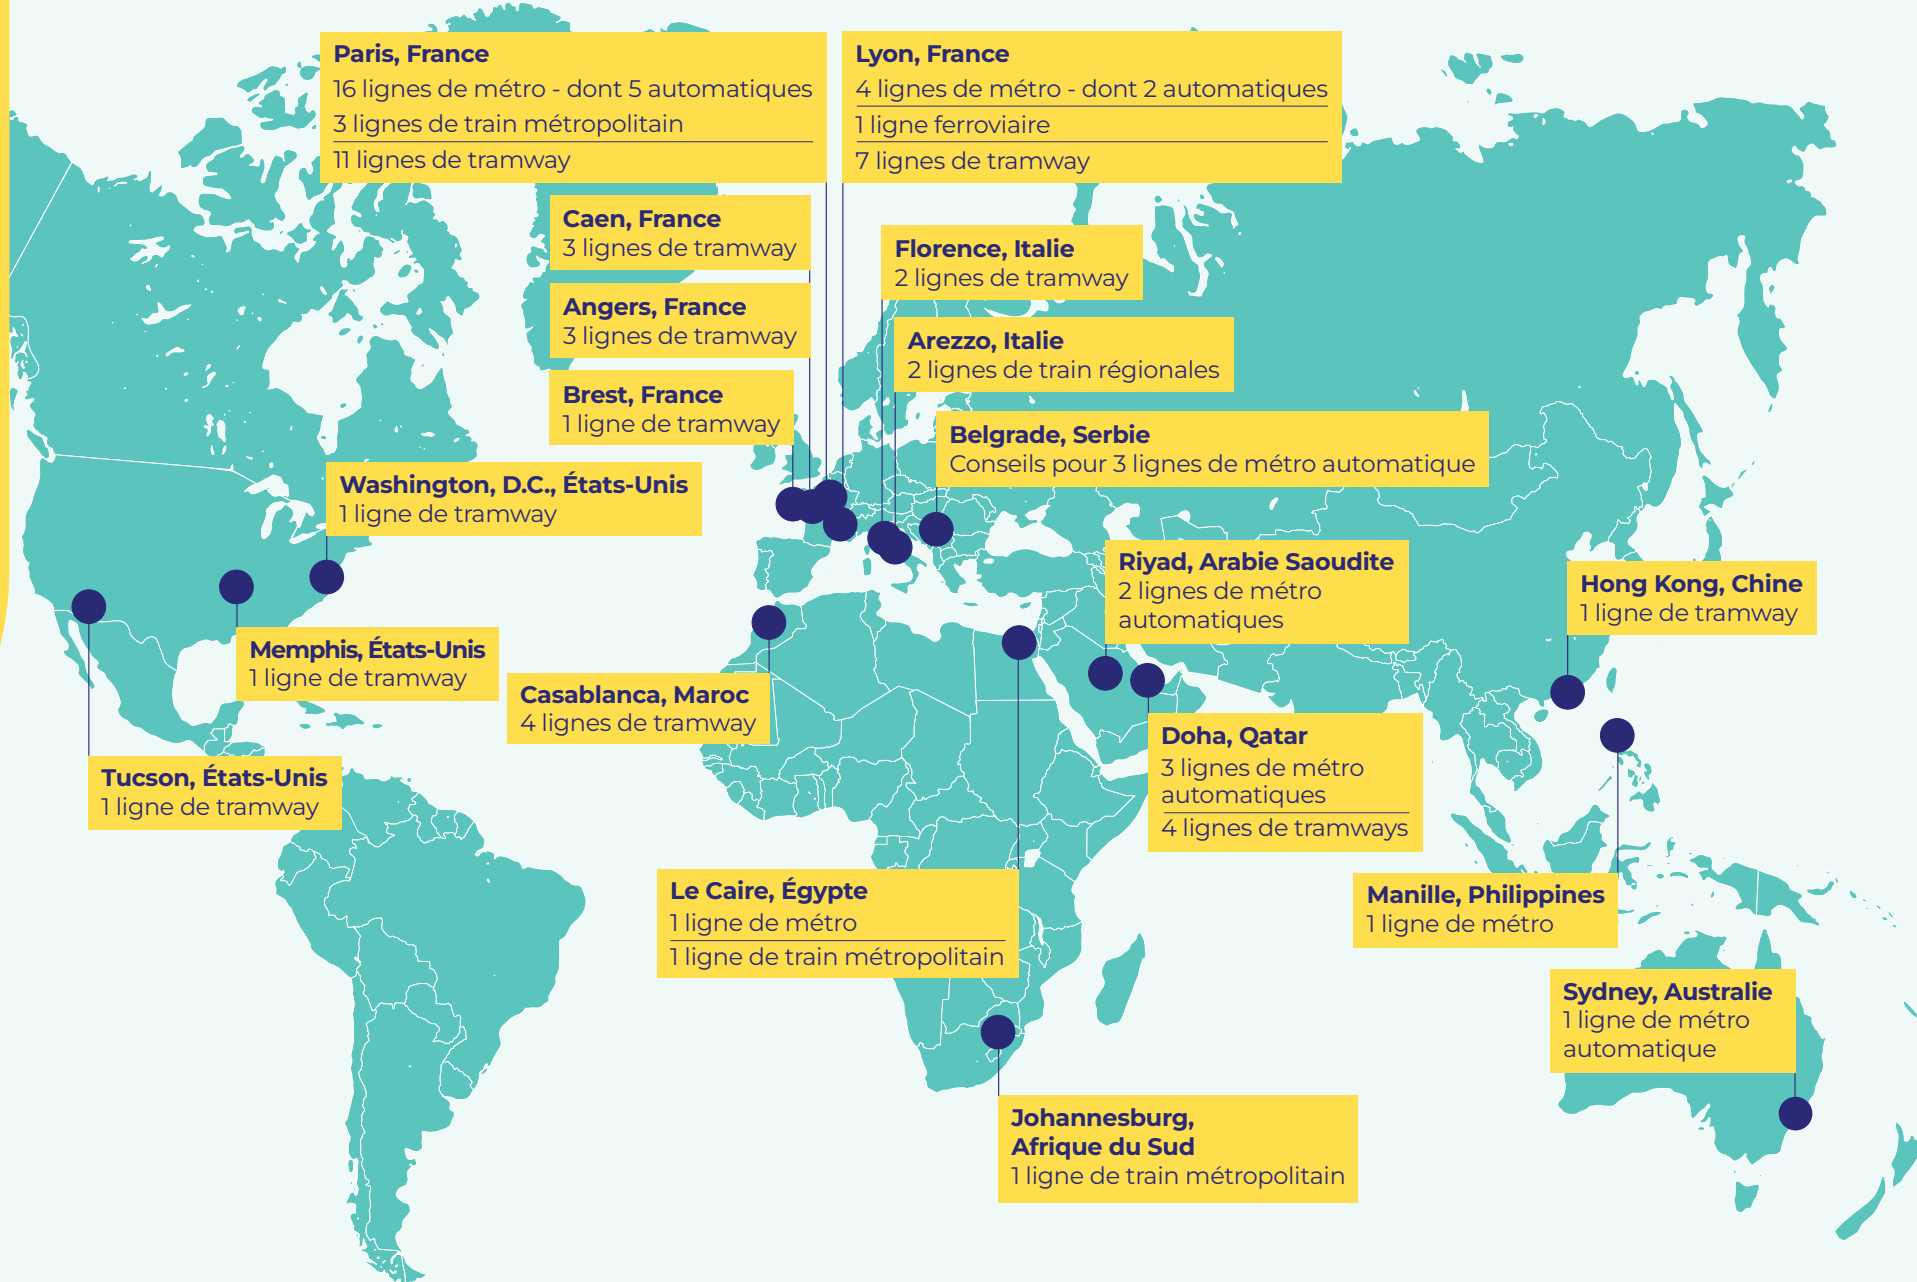 Paris, France
16 lignes de métro - dont 5 automatiques
3 lignes de train métropolitain
11 lignes de tramway
Lyon, France
4 lignes de métro - dont 2 automatiques
1 ligne ferroviaire
7 lignes de tramway
Caen, France
3 lignes de tramway
Florence, Italie
2 lignes de tramway
Angers, France
3 lignes de tramway
Arezzo, Italie
2 lignes de train régionales
Brest, France
1 ligne de tramway
Belgrade, Serbie
Conseils pour 3 lignes de métro automatique
Washington, D.C., États-Unis
1 ligne de tramway
Riyad, Arabie Saoudite
2 lignes de métro
automatiques
Hong Kong, Chine
1 ligne de tramway
Memphis, États-Unis
1 ligne de tramway
Casablanca, Maroc
4 lignes de tramway
Doha, Qatar
3 lignes de métro
automatiques
4 lignes de tramways
Tucson, États-Unis
1 ligne de tramway
Le Caire, Égypte
1 ligne de métro
1 ligne de train métropolitain
Manille, Philippines
1 ligne de métro
Sydney, Australie
1 ligne de métro
automatique
Johannesburg,
Afrique du Sud
1 ligne de train métropolitain